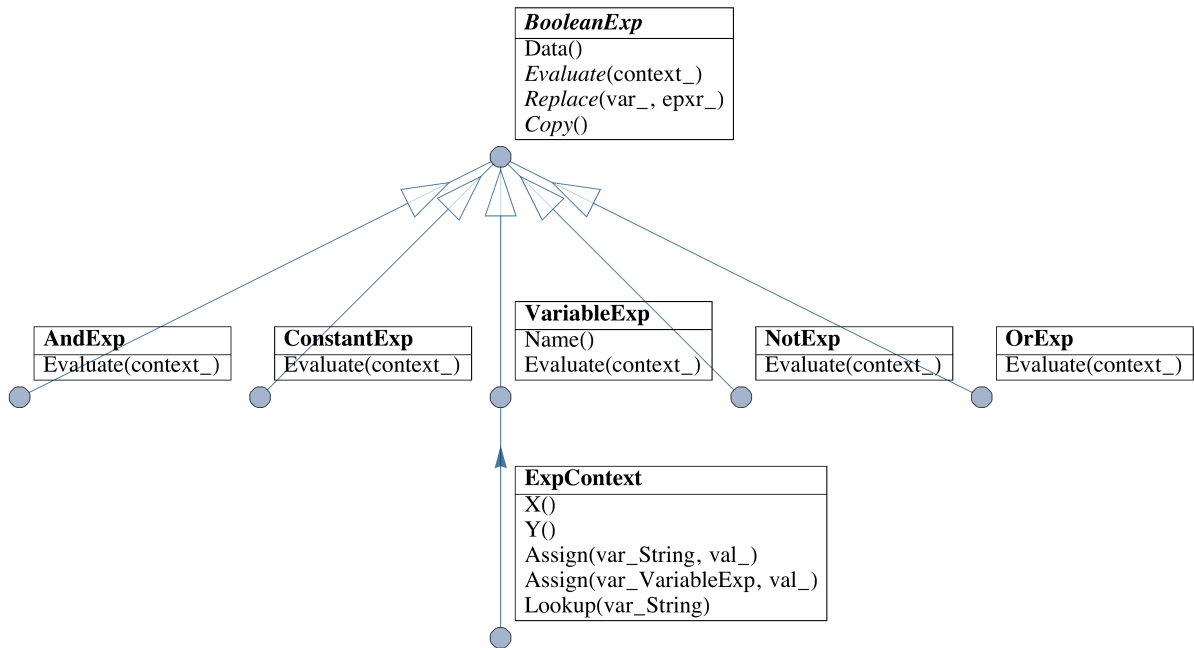 BooleanExp
Data()
Evaluate(context_)
Replace(var_, epxr_)
Copy()
AndExp
Evaluate(context_)
ConstantExp
Evaluate(context_)
VariableExp
Name()
Evaluate(context_)
NotExp
Evaluate(context_)
OrExp
Evaluate(context_)
ExpContext
X()
Y()
Assign(var_String, val_)
Assign(var_VariableExp, val_)
Lookup(var_String)